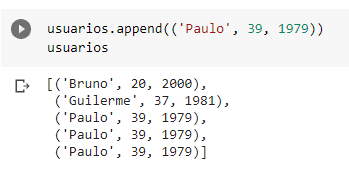 usuarios.append(('Paulo', 39, 1979))
usuarios
[('Bruno', 20, 2000),
('Guilerme', 37, 1981),
('Paulo', 39, 1979),
('Paulo', 39, 1979),
('Paulo', 39, 1979)]